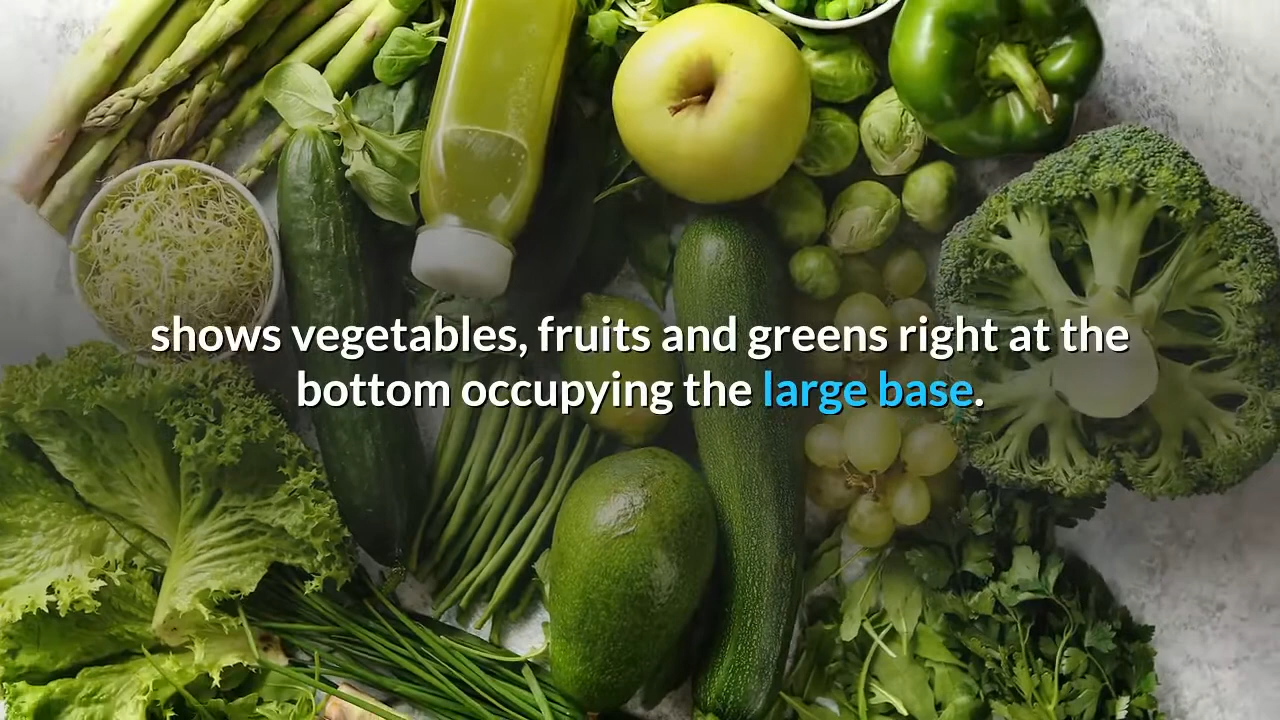 shows vegetables, fruits and greens right at the
bottom occupying the large base.